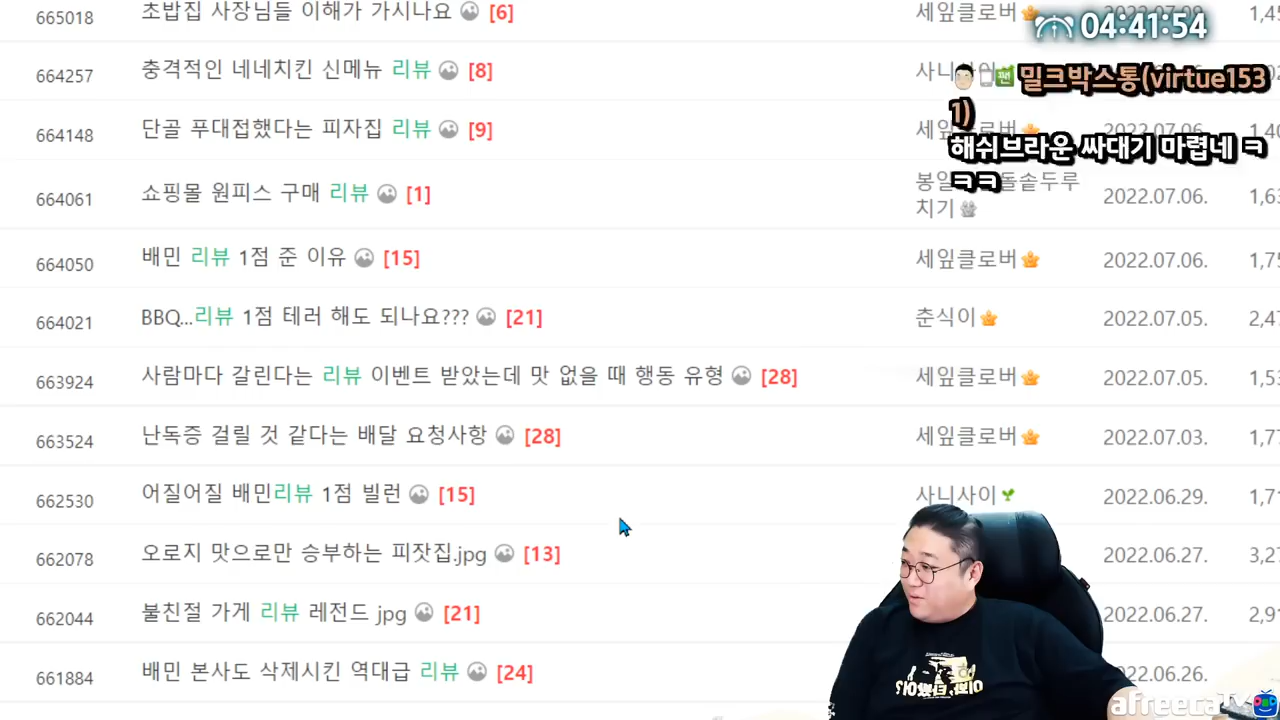 665018 초밥집 사장님들 이해가 가시나요 [6] 세잎클로버
04:41:54
664257 충격적인 네네치킨 신메뉴 리뷰 [8]
밀크박스통(virtue153
1)
해쉬브라운 싸대기 마렵네 ㅋ
ㅋㅋ
664148 단골 푸대접했다는 피자집 리뷰 [9]
664061 쇼핑몰 원피스 구매 리뷰 [1] 2022.07.06.
치기
664050 배민 리뷰 1점 준 이유 [15] 세잎클로버 2022.07.06.
664021 BBQ...리뷰 1점 테러 해도 되나요??? [21] 춘식이 2022.07.05.
663924 사람마다 갈린다는 리뷰 이벤트 받았는데 맛 없을 때 행동 유형 [28] 세잎클로버 2022.07.05.
663524 난독증 걸릴 것 같다는 배달 요청사항 [28] 세잎클로버 2022.07.03.
662530 어질어질 배민리뷰 1점 빌런 [15] 사니사이 2022.06.29.
662078 오로지 맛으로만 승부하는 피잣집.jpg [13] 2022.06.27.
662044 불친절 가게 리뷰 레전드 jpg [21] 2022.06.27.
661884 배민 본사도 삭제시킨 역대급 리뷰 [24] 22.06.26.
afreecaTV